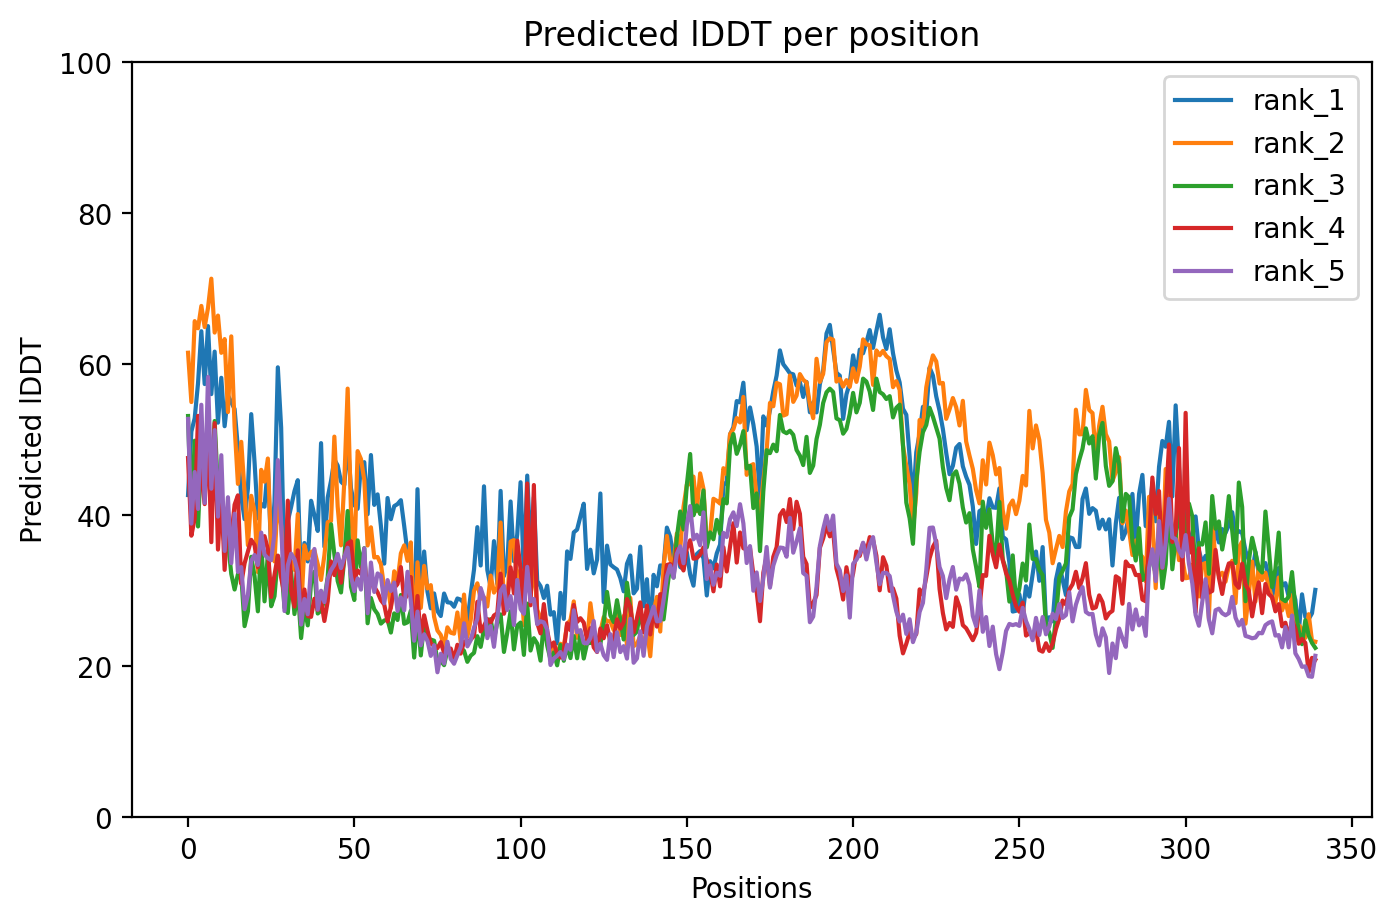 Predicted lDDT per position
100
80
60
40
20
0
Predicted lDDT
rank_1
rank_2
rank_3
rank_4
rank_5
0 50 100 150 200 250 300 350
Positions